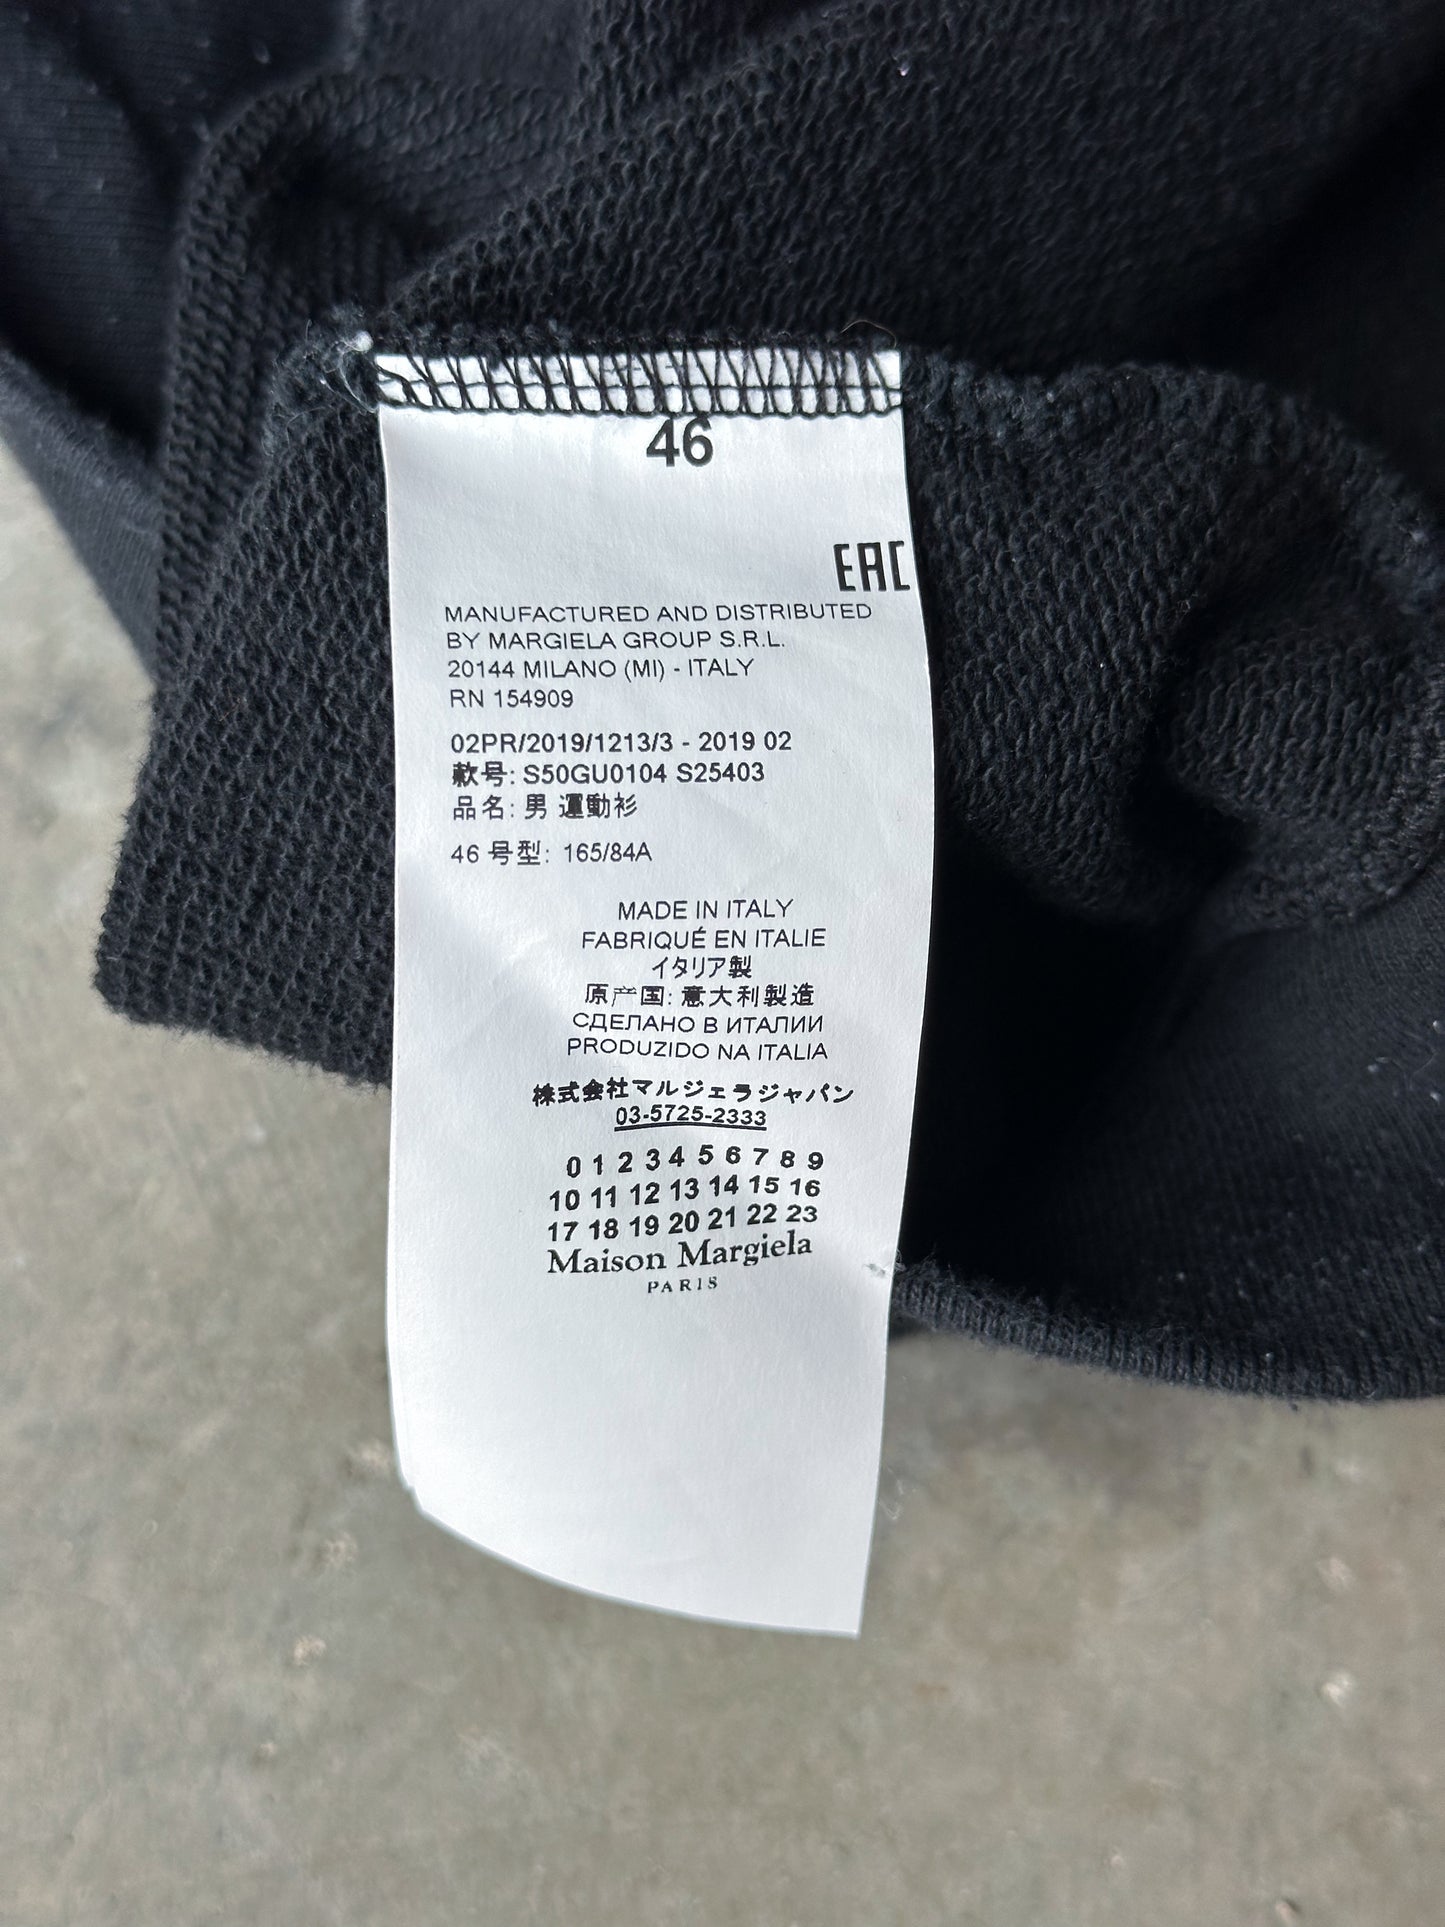 46
EAC
MANUFACTURED AND DISTRIBUTED
BY MARGIELA GROUP S.R.L.
20144 MILANO (MI) - ITALY
RN 154909
02PR/2019/1213/3 - 2019 02
款号: S50GU0104 S25403
品名: 男 運動衫
46 号型: 165/84A
MADE IN ITALY
FABRIQUÉ EN ITALIE
イタリア製
原产国: 意大利製造
СДЕЛАНО В ИТАЛИИ
PRODUZIDO NA ITALIA
株式会社マルジェラジャパン
03-5725-2333
0 1 2 3 4 5 6 7 8 9
10 11 12 13 14 15 16
17 18 19 20 21 22 23
Maison Margiela
PARIS